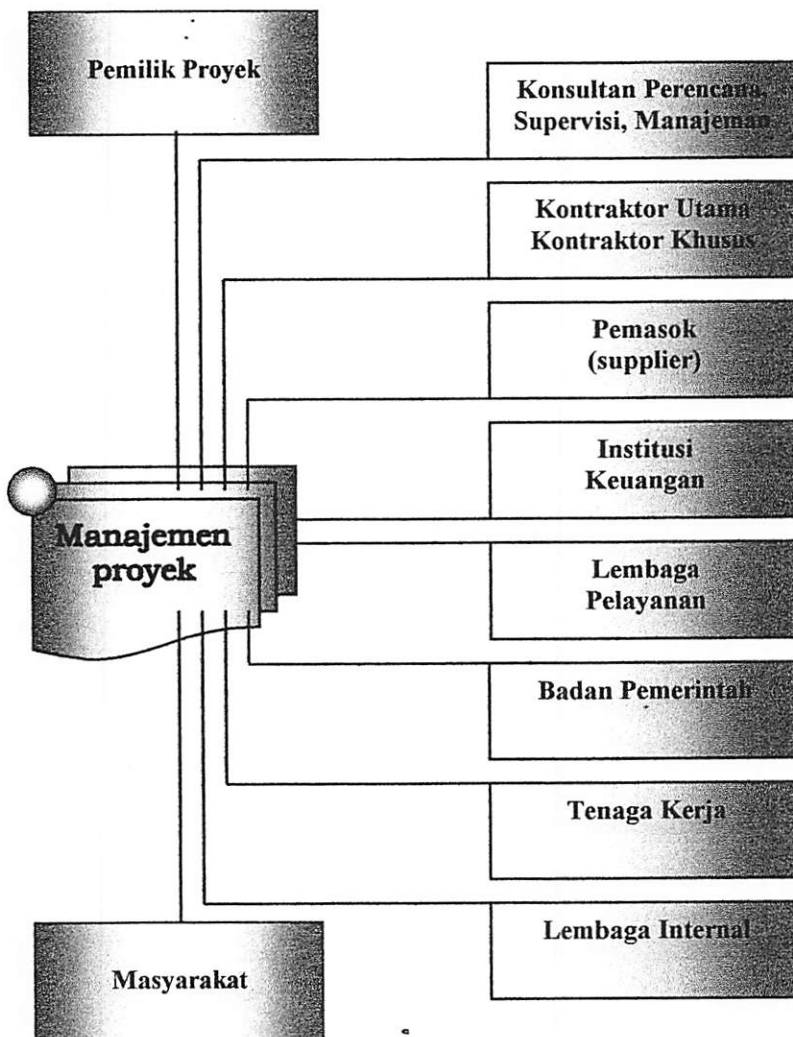 Pemilik Proyek
Konsultan Perencana,
Supervisi, Manajeman
Kontraktor Utama
Kontraktor Khusus
Pemasok
(supplier)
Institusi
Keuangan
Manajemen
proyek
Lembaga
Pelayanan
Badan Pemerintah
Tenaga Kerja
Lembaga Internal
Masyarakat